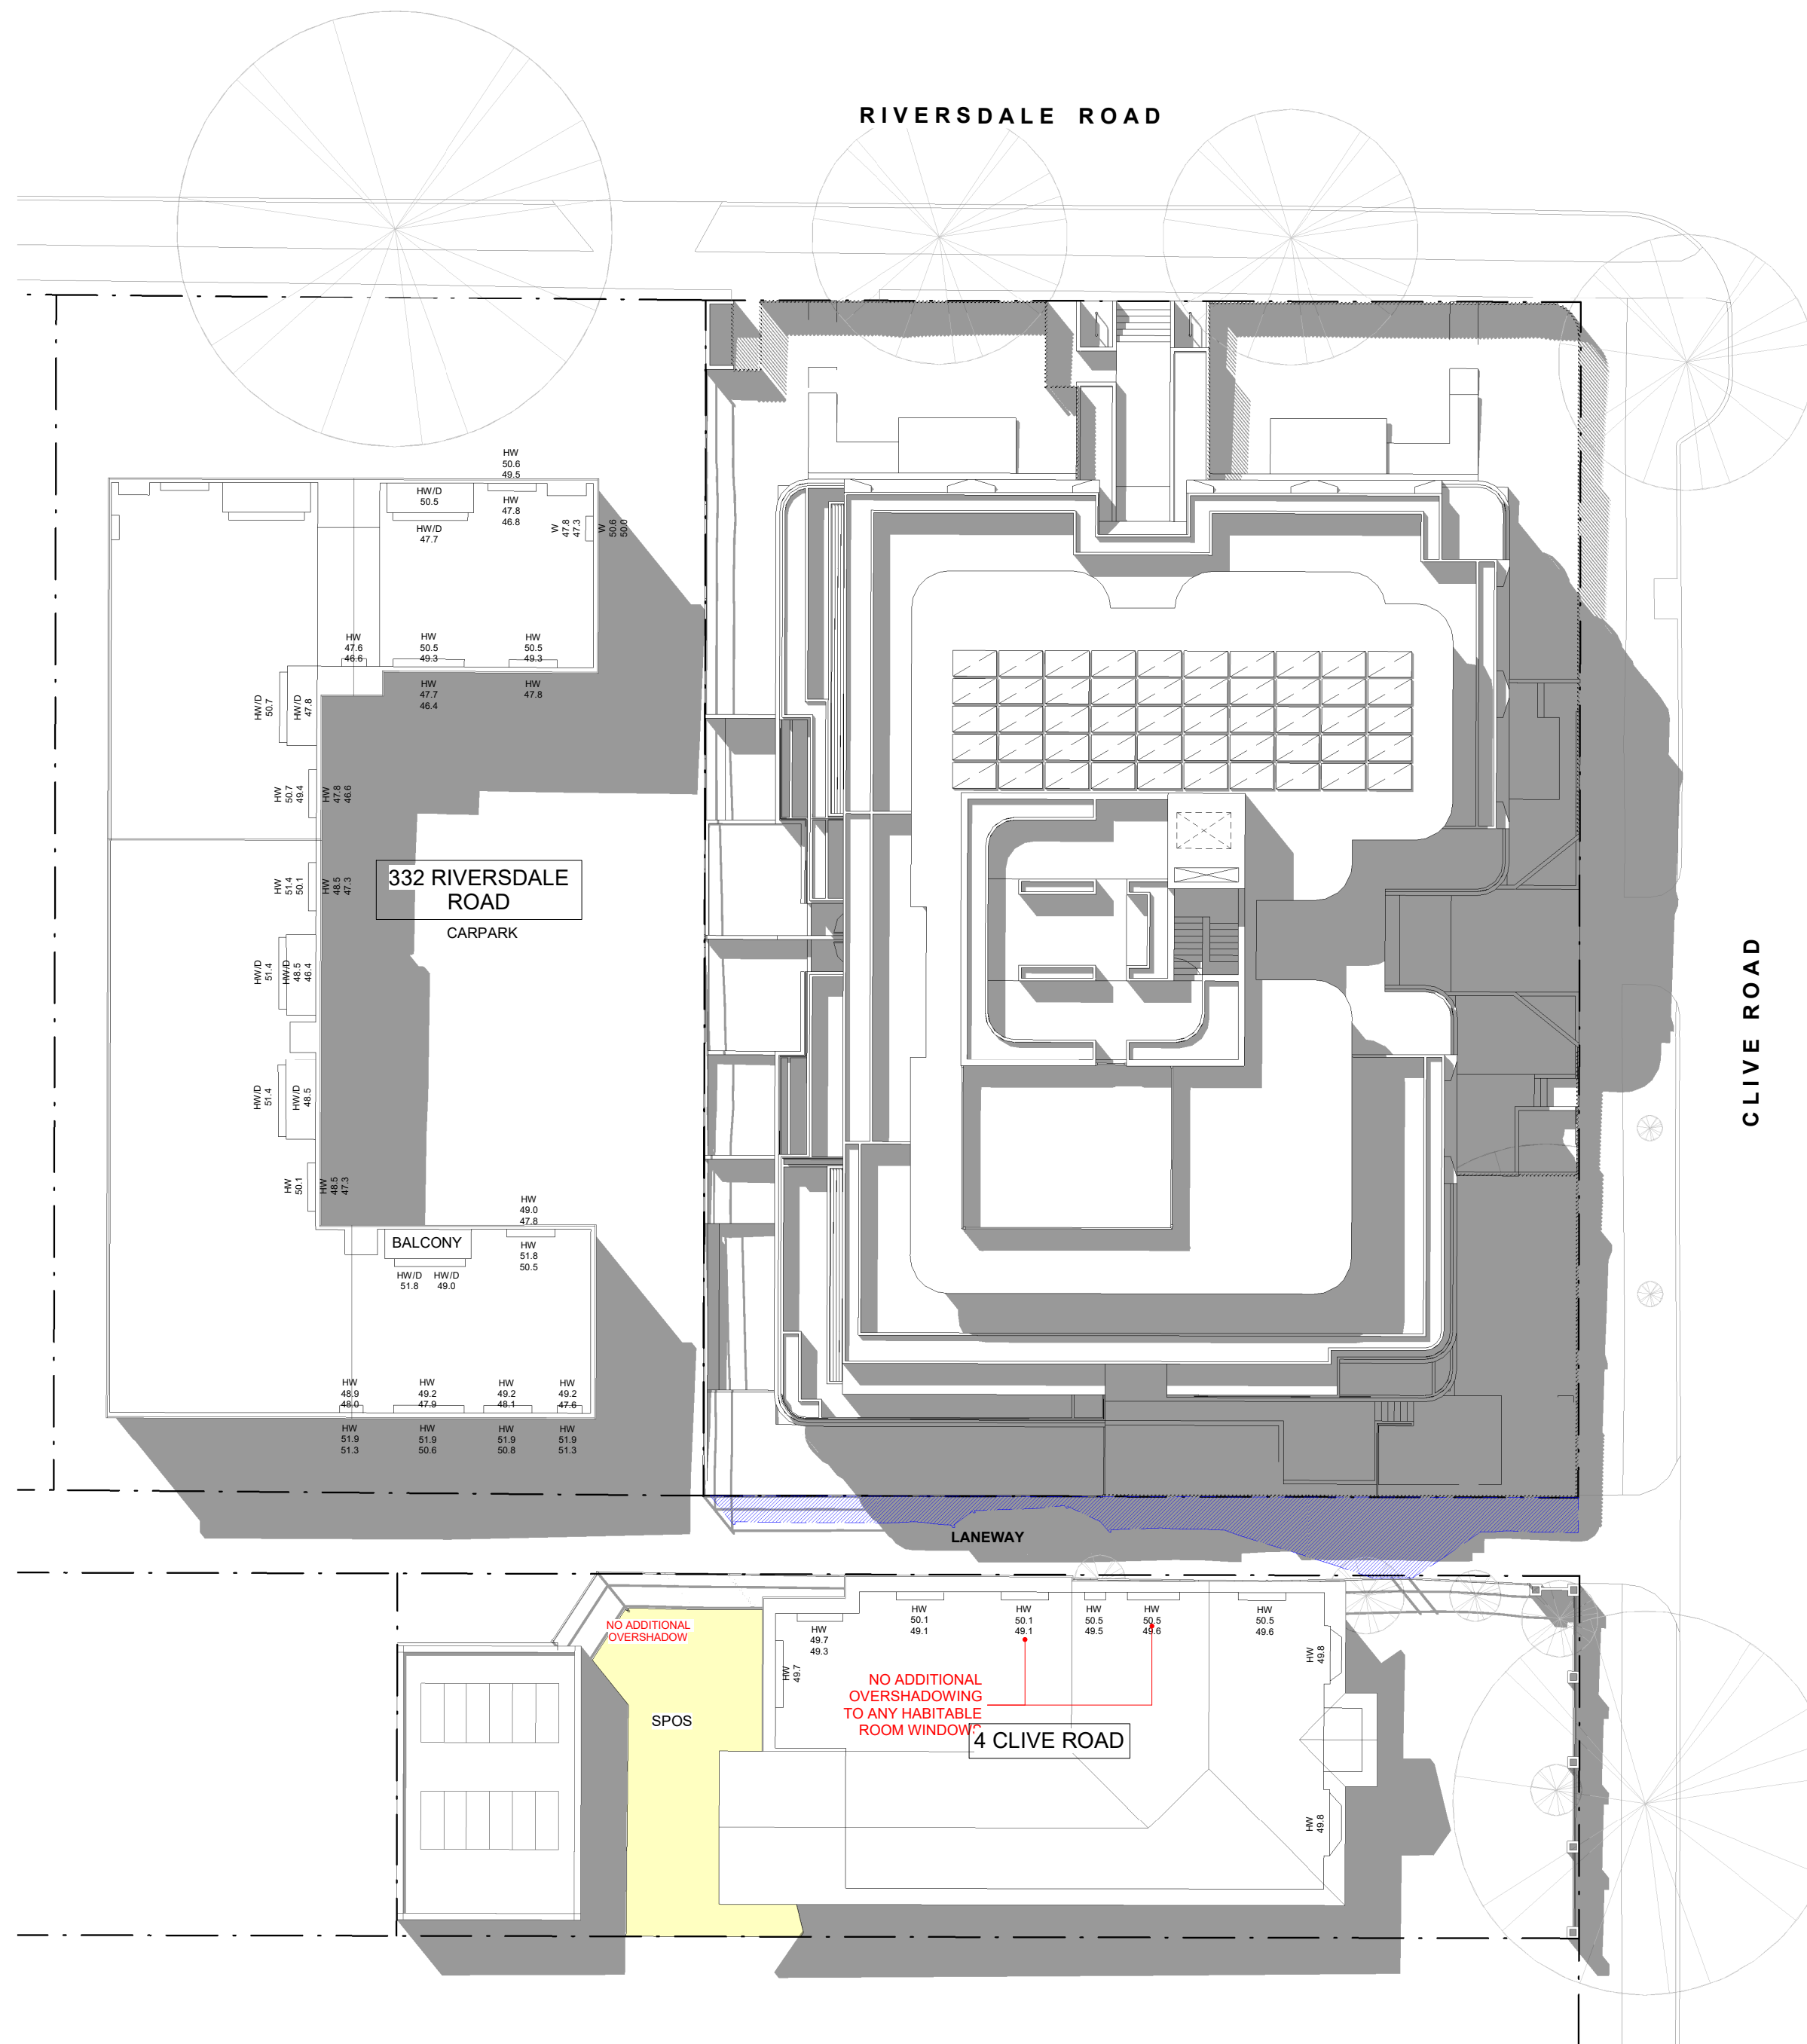 RIVERSDALE ROAD
HW
50.6
49.5
HW/D
50.5
HW
47.8
46.8
HW/D
47.7
W
47.8
47.3
W
50.6
50.0
HW
47.6
46.6
HW
50.5
49.3
HW
50.5
49.3
HW
47.7
46.4
HW
47.8
HW/D
50.7
HW/D
47.8
HW
50.7
49.4
HW
47.8
46.6
332 RIVERSDALE
ROAD
CARPARK
HW
51.4
50.1
HW
48.5
47.3
HW/D
51.4
HW/D
48.5
46.4
CLIVE ROAD
HW/D
51.4
HW/D
48.5
HW
50.1
HW
48.5
47.3
HW
49.0
47.8
BALCONY
HW
51.8
50.5
HW/D
51.8
HW/D
49.0
HW
48.9
48.0
HW
49.2
47.9
HW
49.2
48.1
HW
49.2
47.6
HW
51.9
51.3
HW
51.9
50.6
HW
51.9
50.8
HW
51.9
51.3
LANEWAY
NO ADDITIONAL
OVERSHADOW
HW
49.7
49.3
HW
50.1
49.1
HW
50.1
49.1
HW
50.5
49.5
HW
50.5
49.6
HW
50.5
49.6
HW
49.7
HW
49.8
SPOS
NO ADDITIONAL
OVERSHADOWING
TO ANY HABITABLE
ROOM WINDOWS
4 CLIVE ROAD
HW
49.8